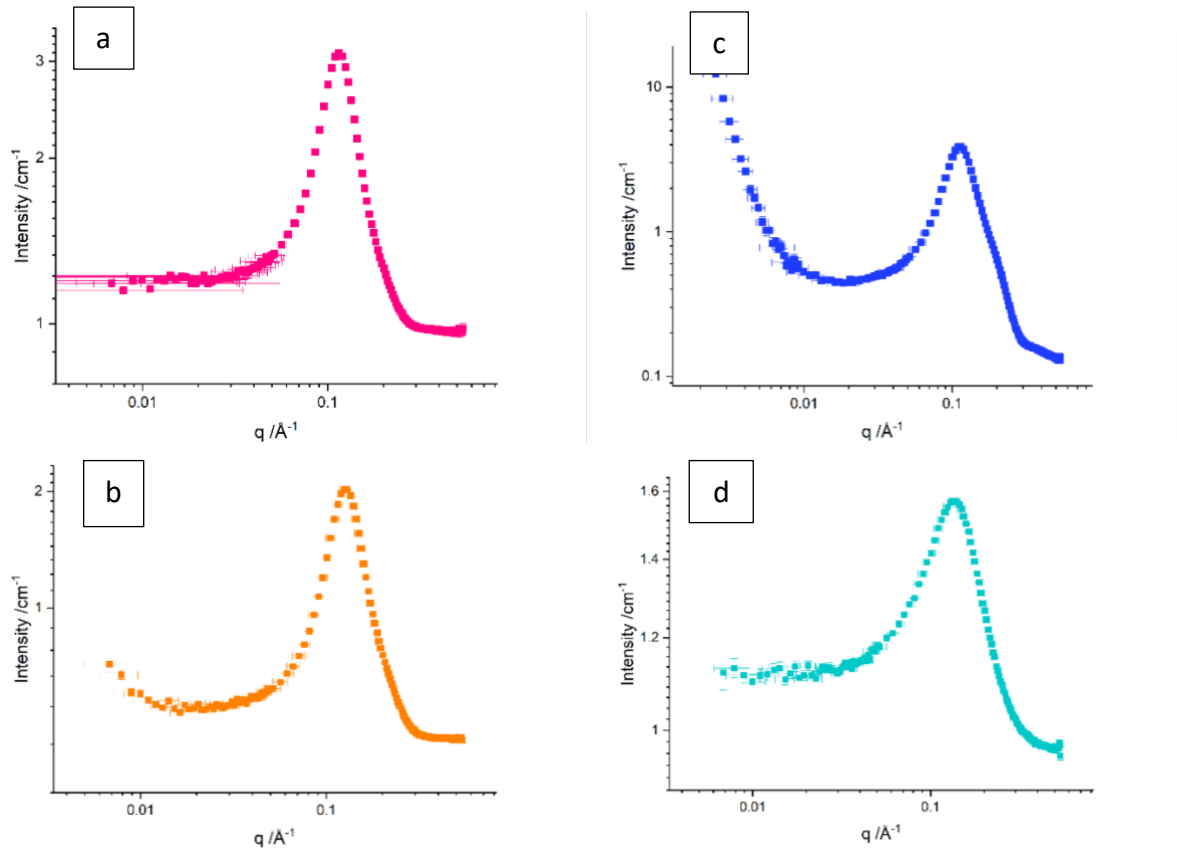 a
3
2
1
Intensity /cm-1
0.01 0.1
q /Å-1
c
10
1
0.1
Intensity /cm-1
0.01 0.1
q /Å-1
b
2
1
Intensity /cm-1
0.01 0.1
q /Å-1
d
1.6
1.4
1.2
1
Intensity /cm-1
0.01 0.1
q /Å-1